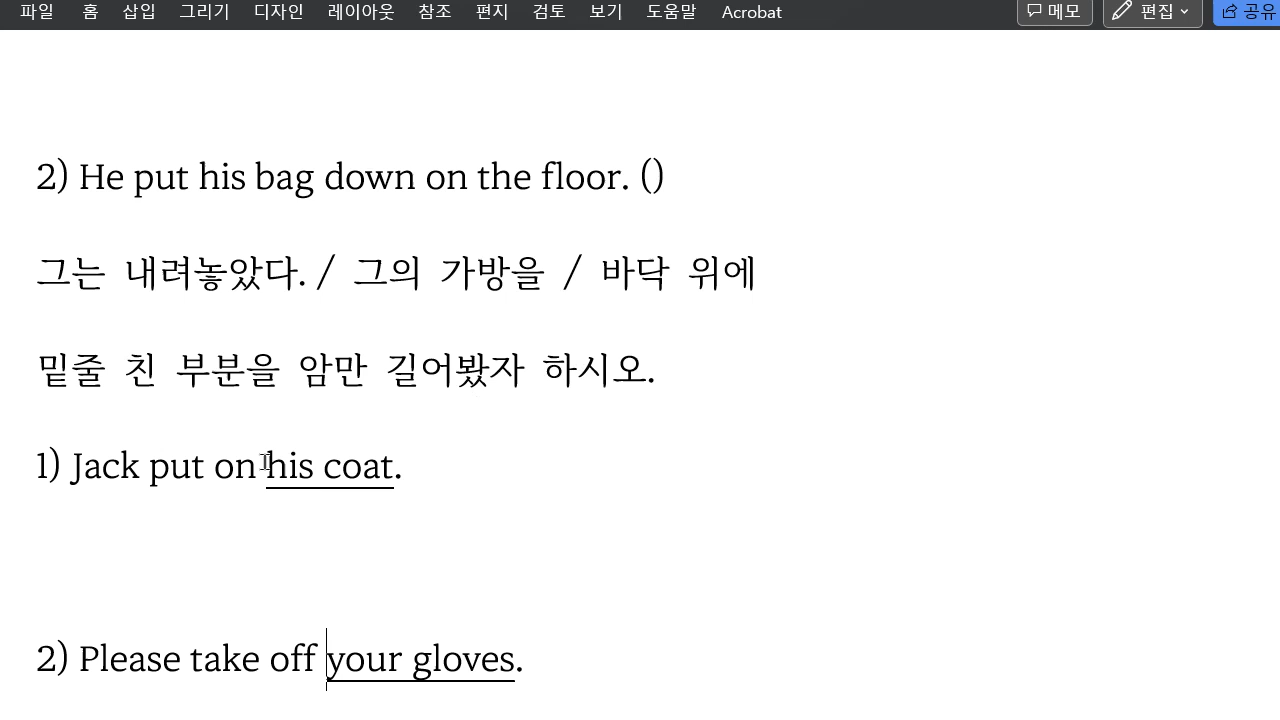 파일 홈 삽입 그리기 디자인 레이아웃 참조 편지 검토 보기 도움말 Acrobat 메모 편집 공유
2) He put his bag down on the floor. ()
그는 내려놓았다. / 그의 가방을 / 바닥 위에
밑줄 친 부분을 암만 길어봤자 하시오.
1) Jack put on his coat.
2) Please take off your gloves.